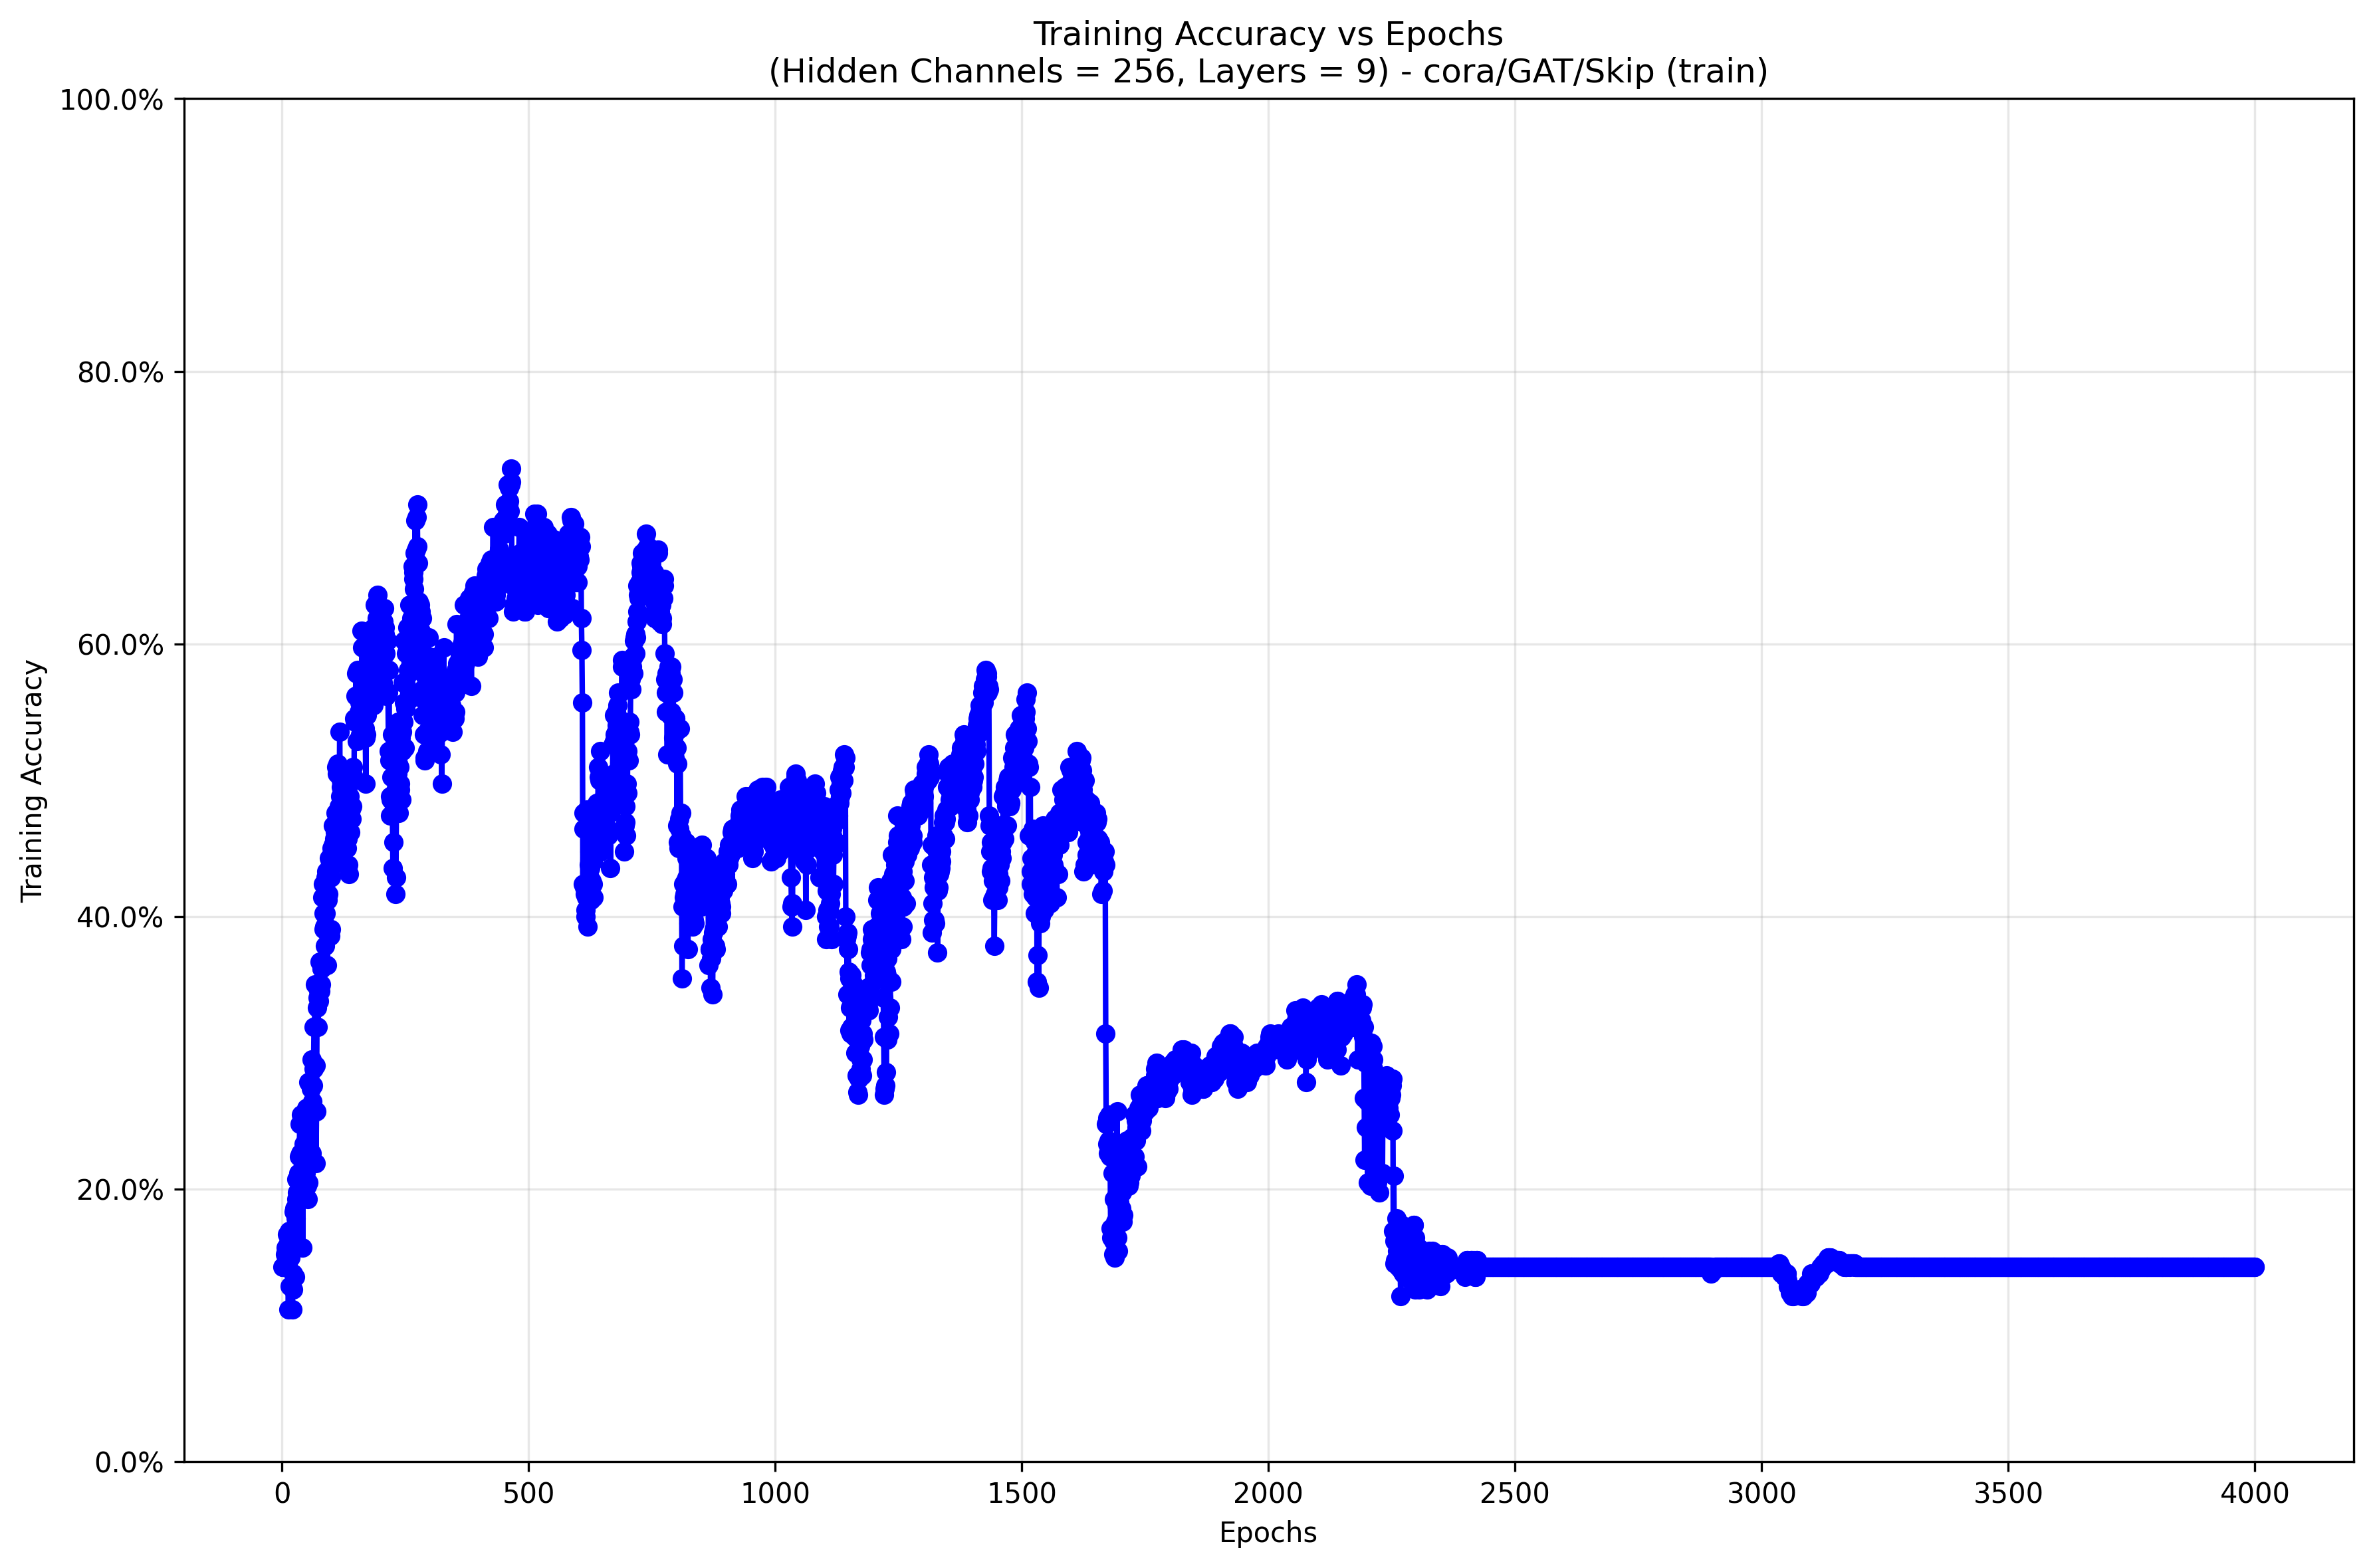 Training Accuracy vs Epochs
(Hidden Channels = 256, Layers = 9) - cora/GAT/Skip (train)
100.0%
80.0%
60.0%
40.0%
20.0%
0.0%
Training Accuracy
0 500 1000 1500 2000 2500 3000 3500 4000
Epochs